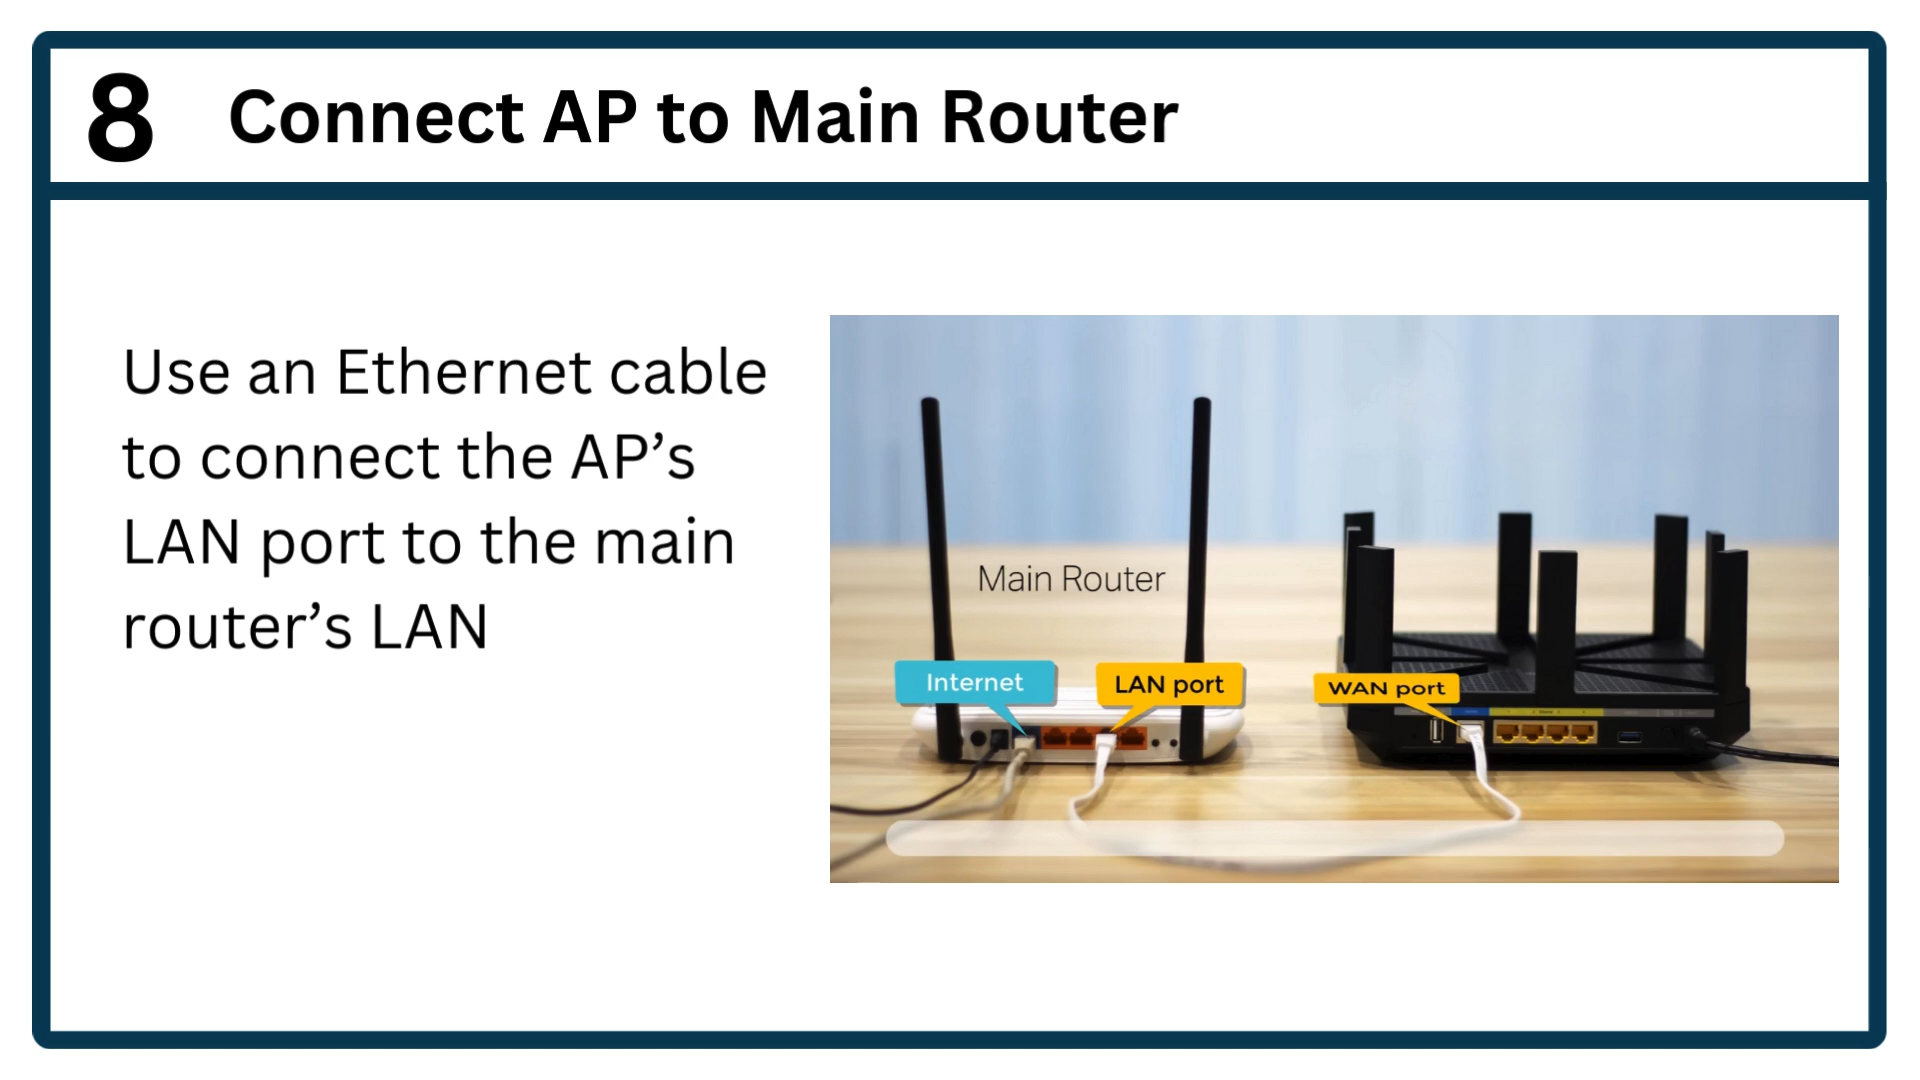 8 Connect AP to Main Router
Use an Ethernet cable
to connect the AP’s
LAN port to the main
router’s LAN
Main Router
Internet
LAN port
WAN port